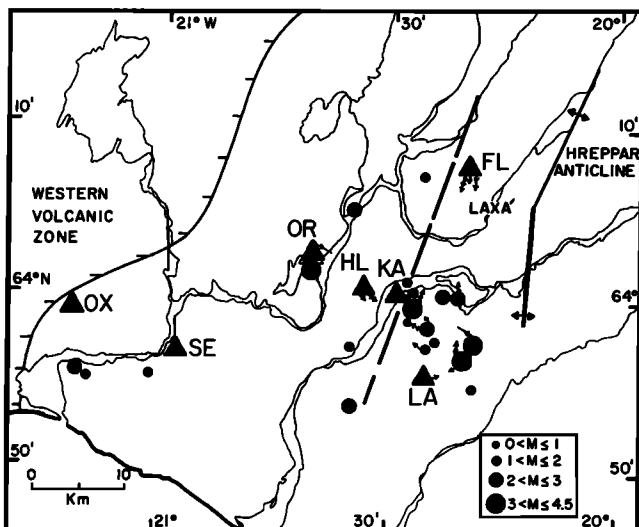 21° W
30'
20°
10'
10'
FL
HREPPAR
ANTICLINE
WESTERN
VOLCANIC
ZONE
LAXA'
OR
HL
KA
64°N
64°
OX
SE
LA
50'
50'
0 < M ≤ 1
1 < M ≤ 2
2 < M ≤ 3
3 < M ≤ 4.5
0
10
Km
121°
30'
20°